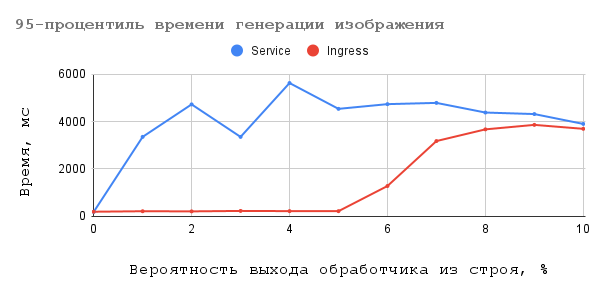 95-процентиль времени генерации изображения
Service Ingress
Время, мс
6000
4000
2000
0
0 2 4 6 8 10
Вероятность выхода обработчика из строя, %